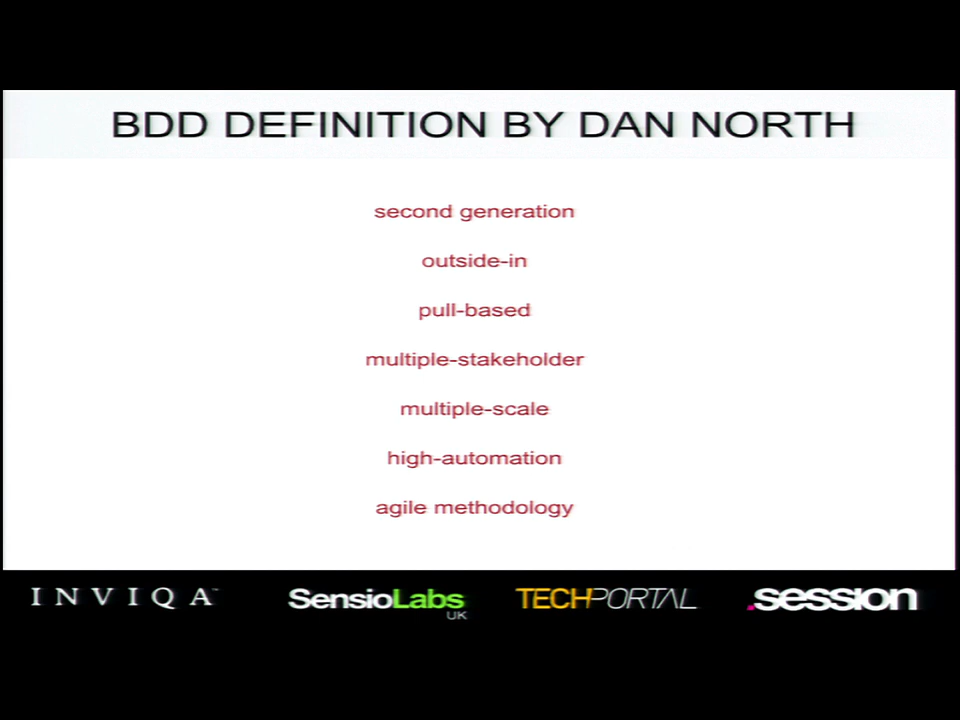 BDD DEFINITION BY DAN NORTH
second generation
outside-in
pull-based
multiple-stakeholder
multiple-scale
high-automation
agile methodology
INVIQA™ SensioLabs UK TECHPORTAL .session